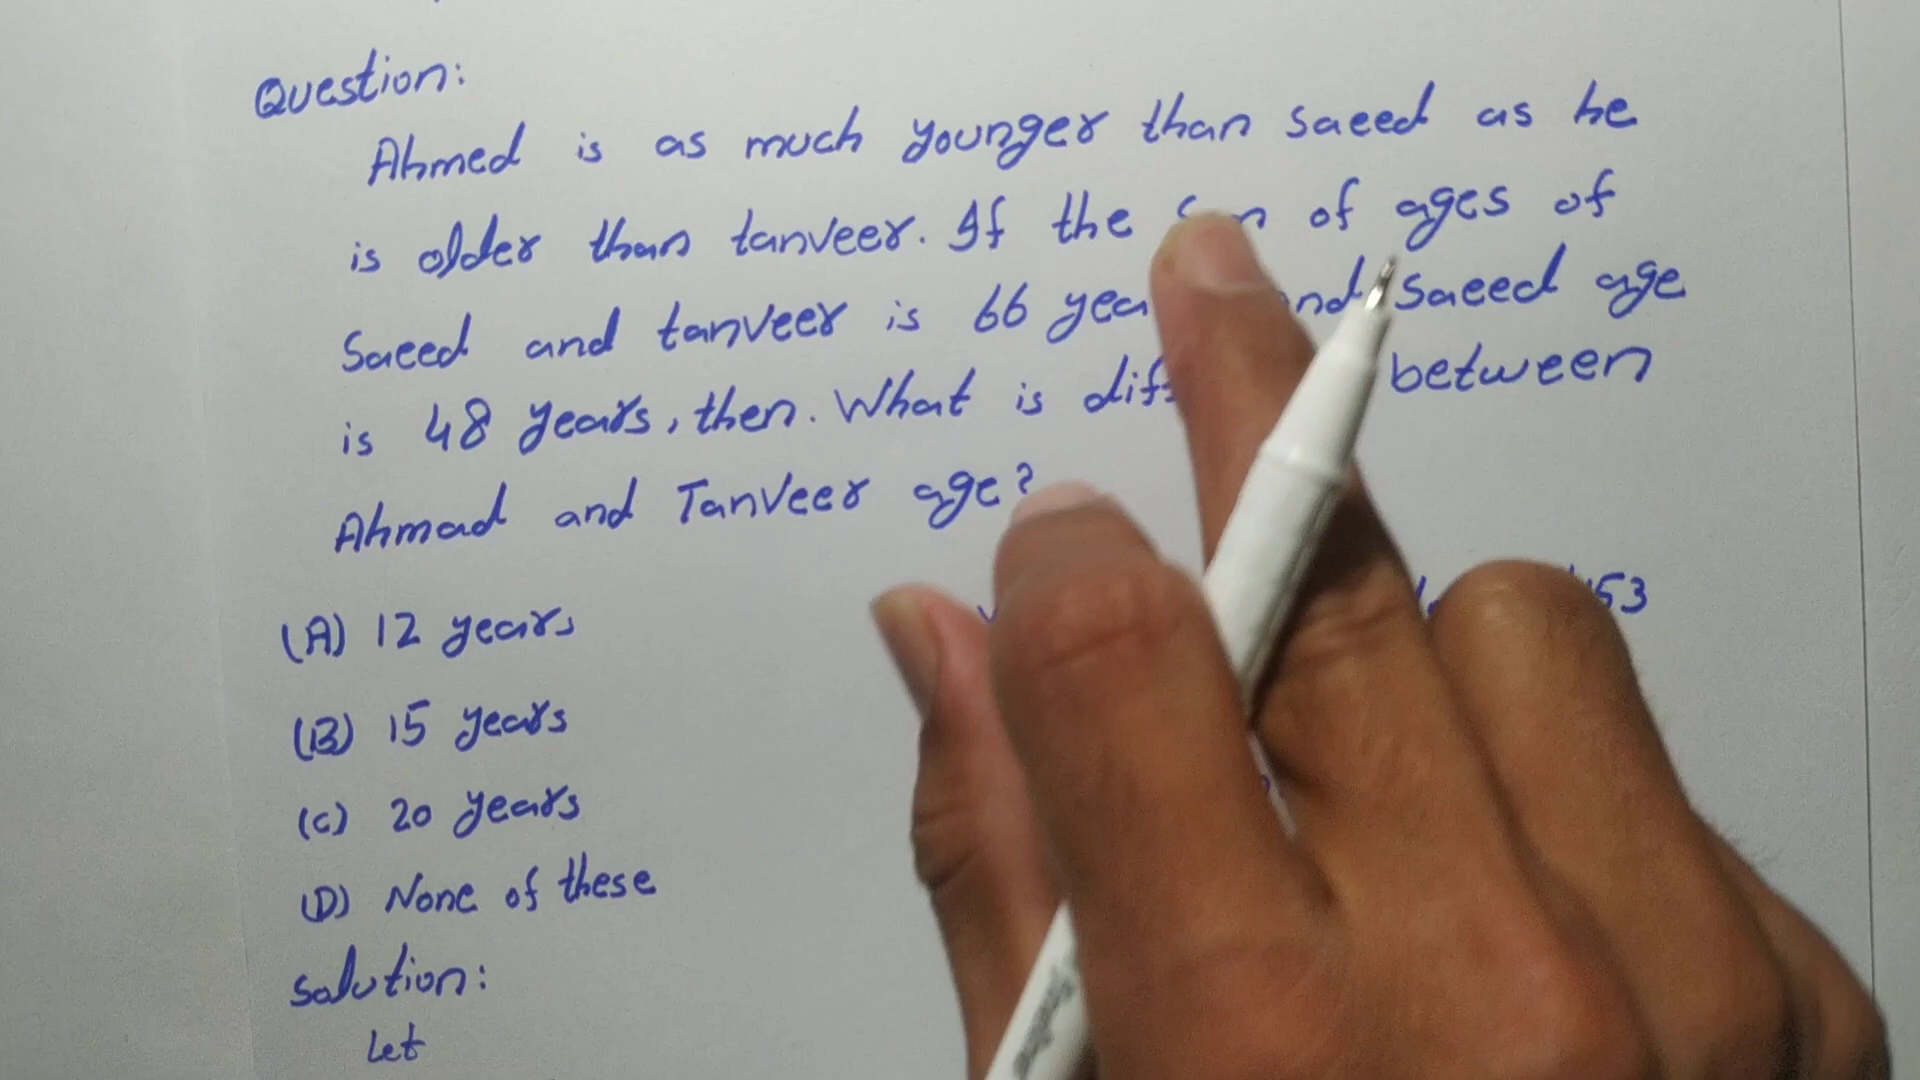 Question:
Ahmed is as much younger than Saeed as he
is older than tanveer. If the of ages of
Saeed and tanveer is 66 Saeed age
is 48 years, then. What is between
Ahmad and Tanveer age?
(A) 12 years
53
(B) 15 years
(C) 20 years
(D) None of these
Solution:
Let